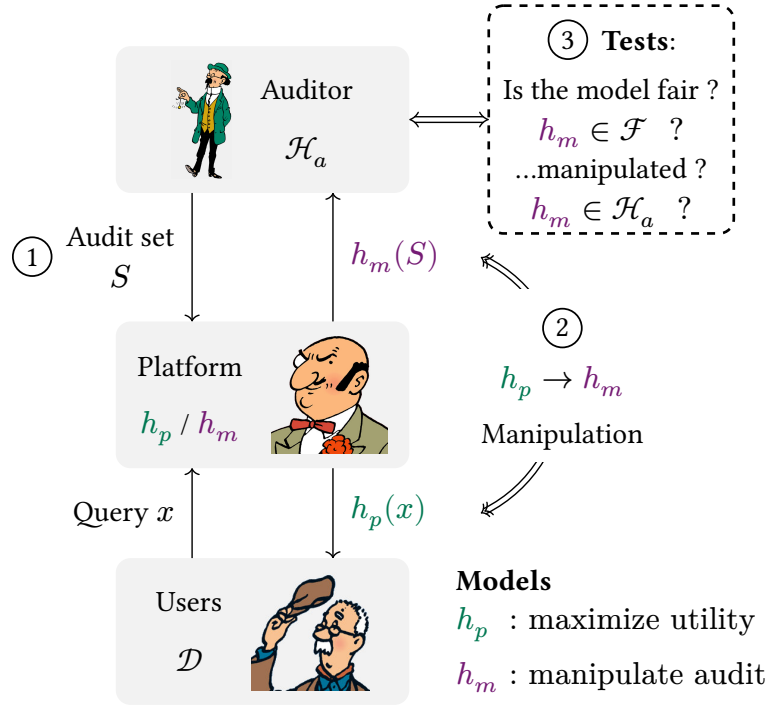 ③ Tests:
Is the model fair ?
h_m ∈ ℱ ?
...manipulated ?
h_m ∈ ℋ_a ?
Auditor
ℋ_a
① Audit set
S
h_m(S)
②
h_p → h_m
Manipulation
Platform
h_p / h_m
Query x
h_p(x)
Users
𝒟
Models
h_p : maximize utility
h_m : manipulate audit